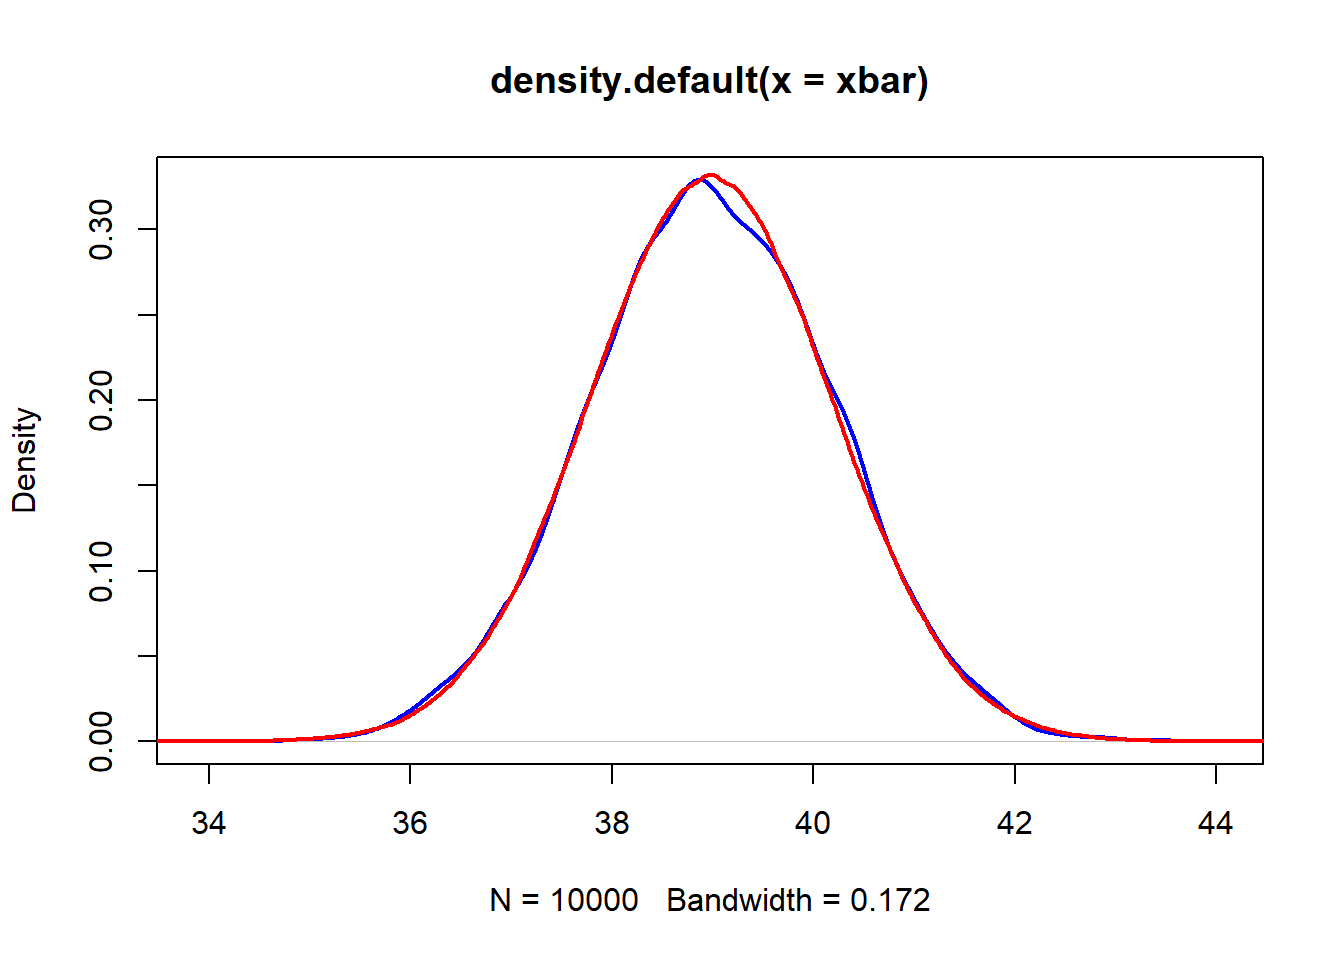 density.default(x = xbar)
Density
0.30
0.20
0.10
0.00
34 36 38 40 42 44
N = 10000 Bandwidth = 0.172